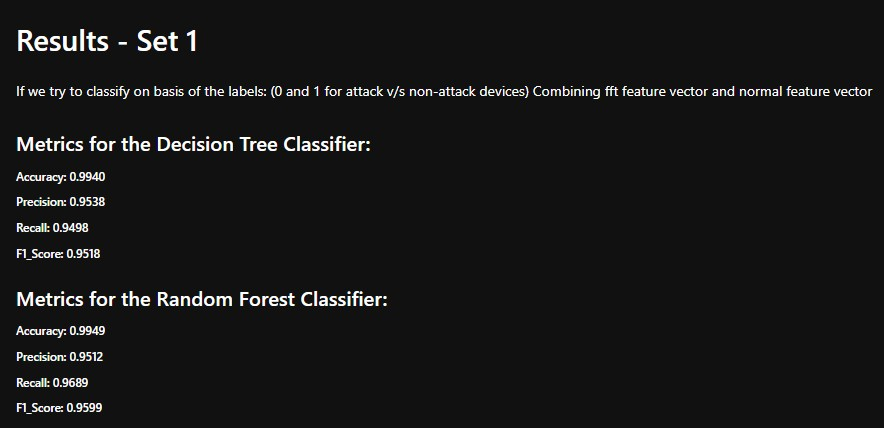 Results - Set 1
If we try to classify on basis of the labels: (0 and 1 for attack v/s non-attack devices) Combining fft feature vector and normal feature vector
Metrics for the Decision Tree Classifier:
Accuracy: 0.9940
Precision: 0.9538
Recall: 0.9498
F1_Score: 0.9518
Metrics for the Random Forest Classifier:
Accuracy: 0.9949
Precision: 0.9512
Recall: 0.9689
F1_Score: 0.9599